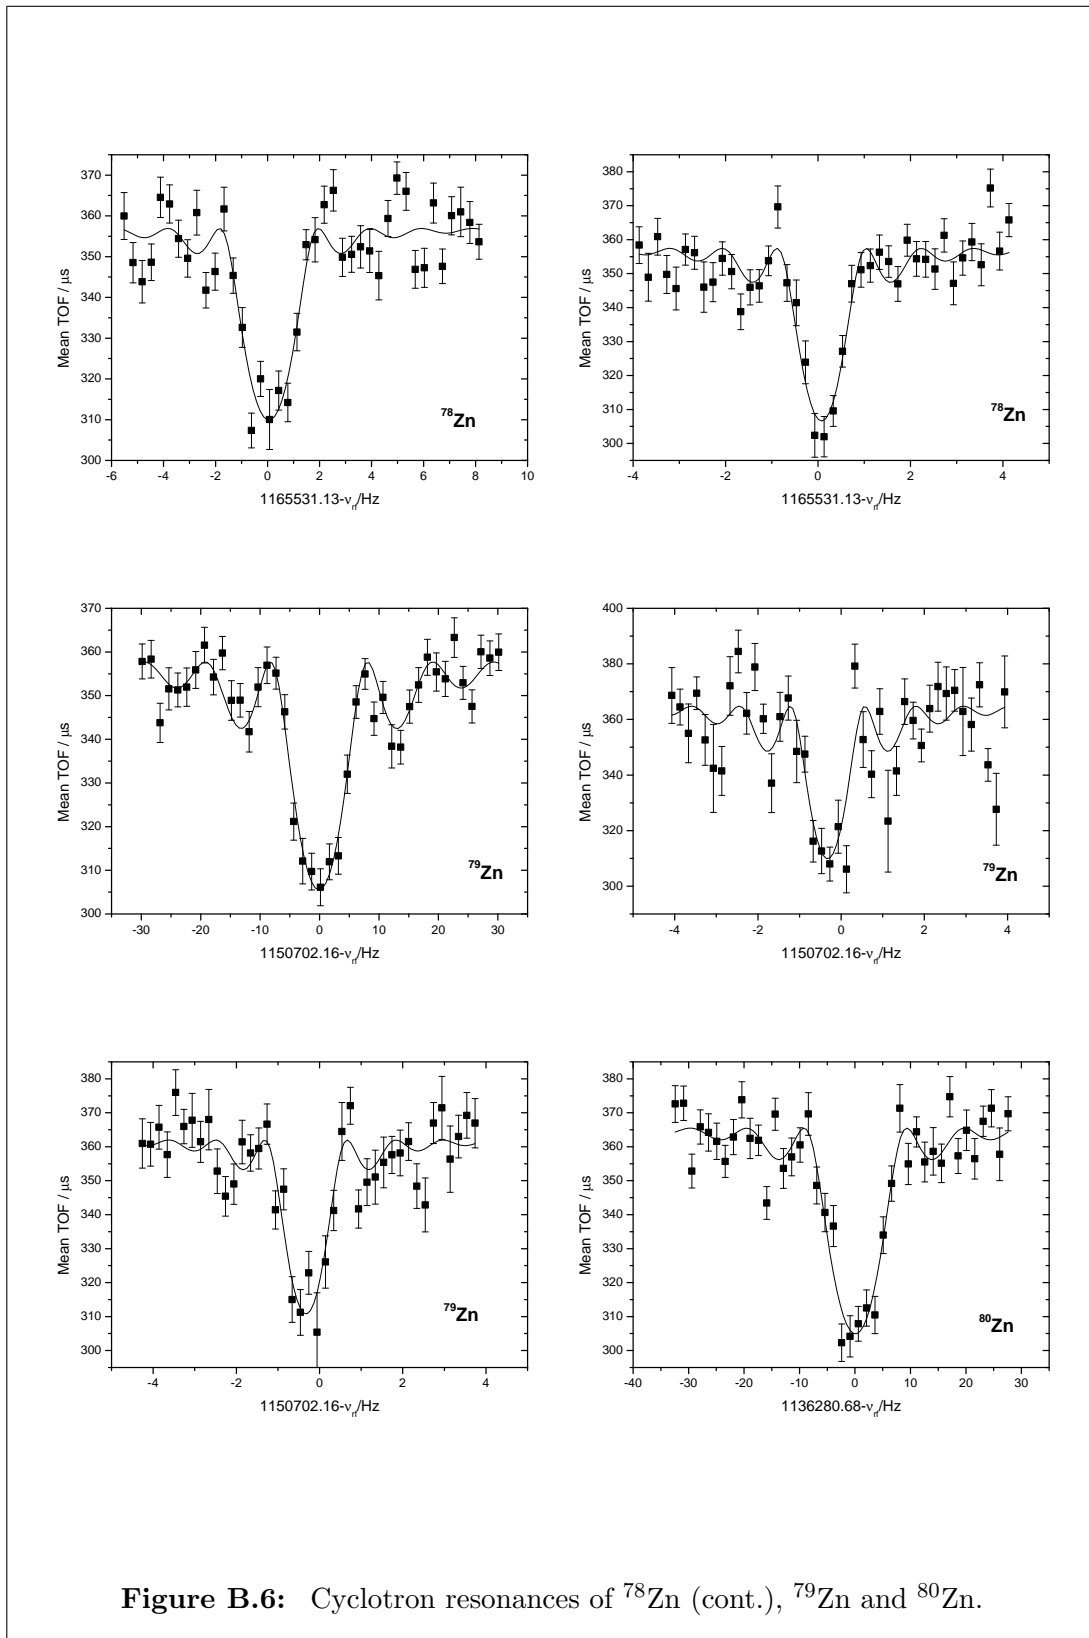 370
360
350
340
330
320
310
300
Mean TOF / μs
-6 -4 -2 0 2 4 6 8 10
1165531.13-νrf/Hz
⁷⁸Zn
380
370
360
350
340
330
320
310
300
Mean TOF / μs
-4 -2 0 2 4
1165531.13-νrf/Hz
⁷⁸Zn
370
360
350
340
330
320
310
300
Mean TOF / μs
-30 -20 -10 0 10 20 30
1150702.16-νrf/Hz
⁷⁹Zn
400
380
360
340
320
300
Mean TOF / μs
-4 -2 0 2 4
1150702.16-νrf/Hz
⁷⁹Zn
380
370
360
350
340
330
320
310
300
Mean TOF / μs
-4 -2 0 2 4
1150702.16-νrf/Hz
⁷⁹Zn
380
370
360
350
340
330
320
310
300
Mean TOF / μs
-40 -30 -20 -10 0 10 20 30
1136280.68-νrf/Hz
⁸⁰Zn
Figure B.6: Cyclotron resonances of ⁷⁸Zn (cont.), ⁷⁹Zn and ⁸⁰Zn.